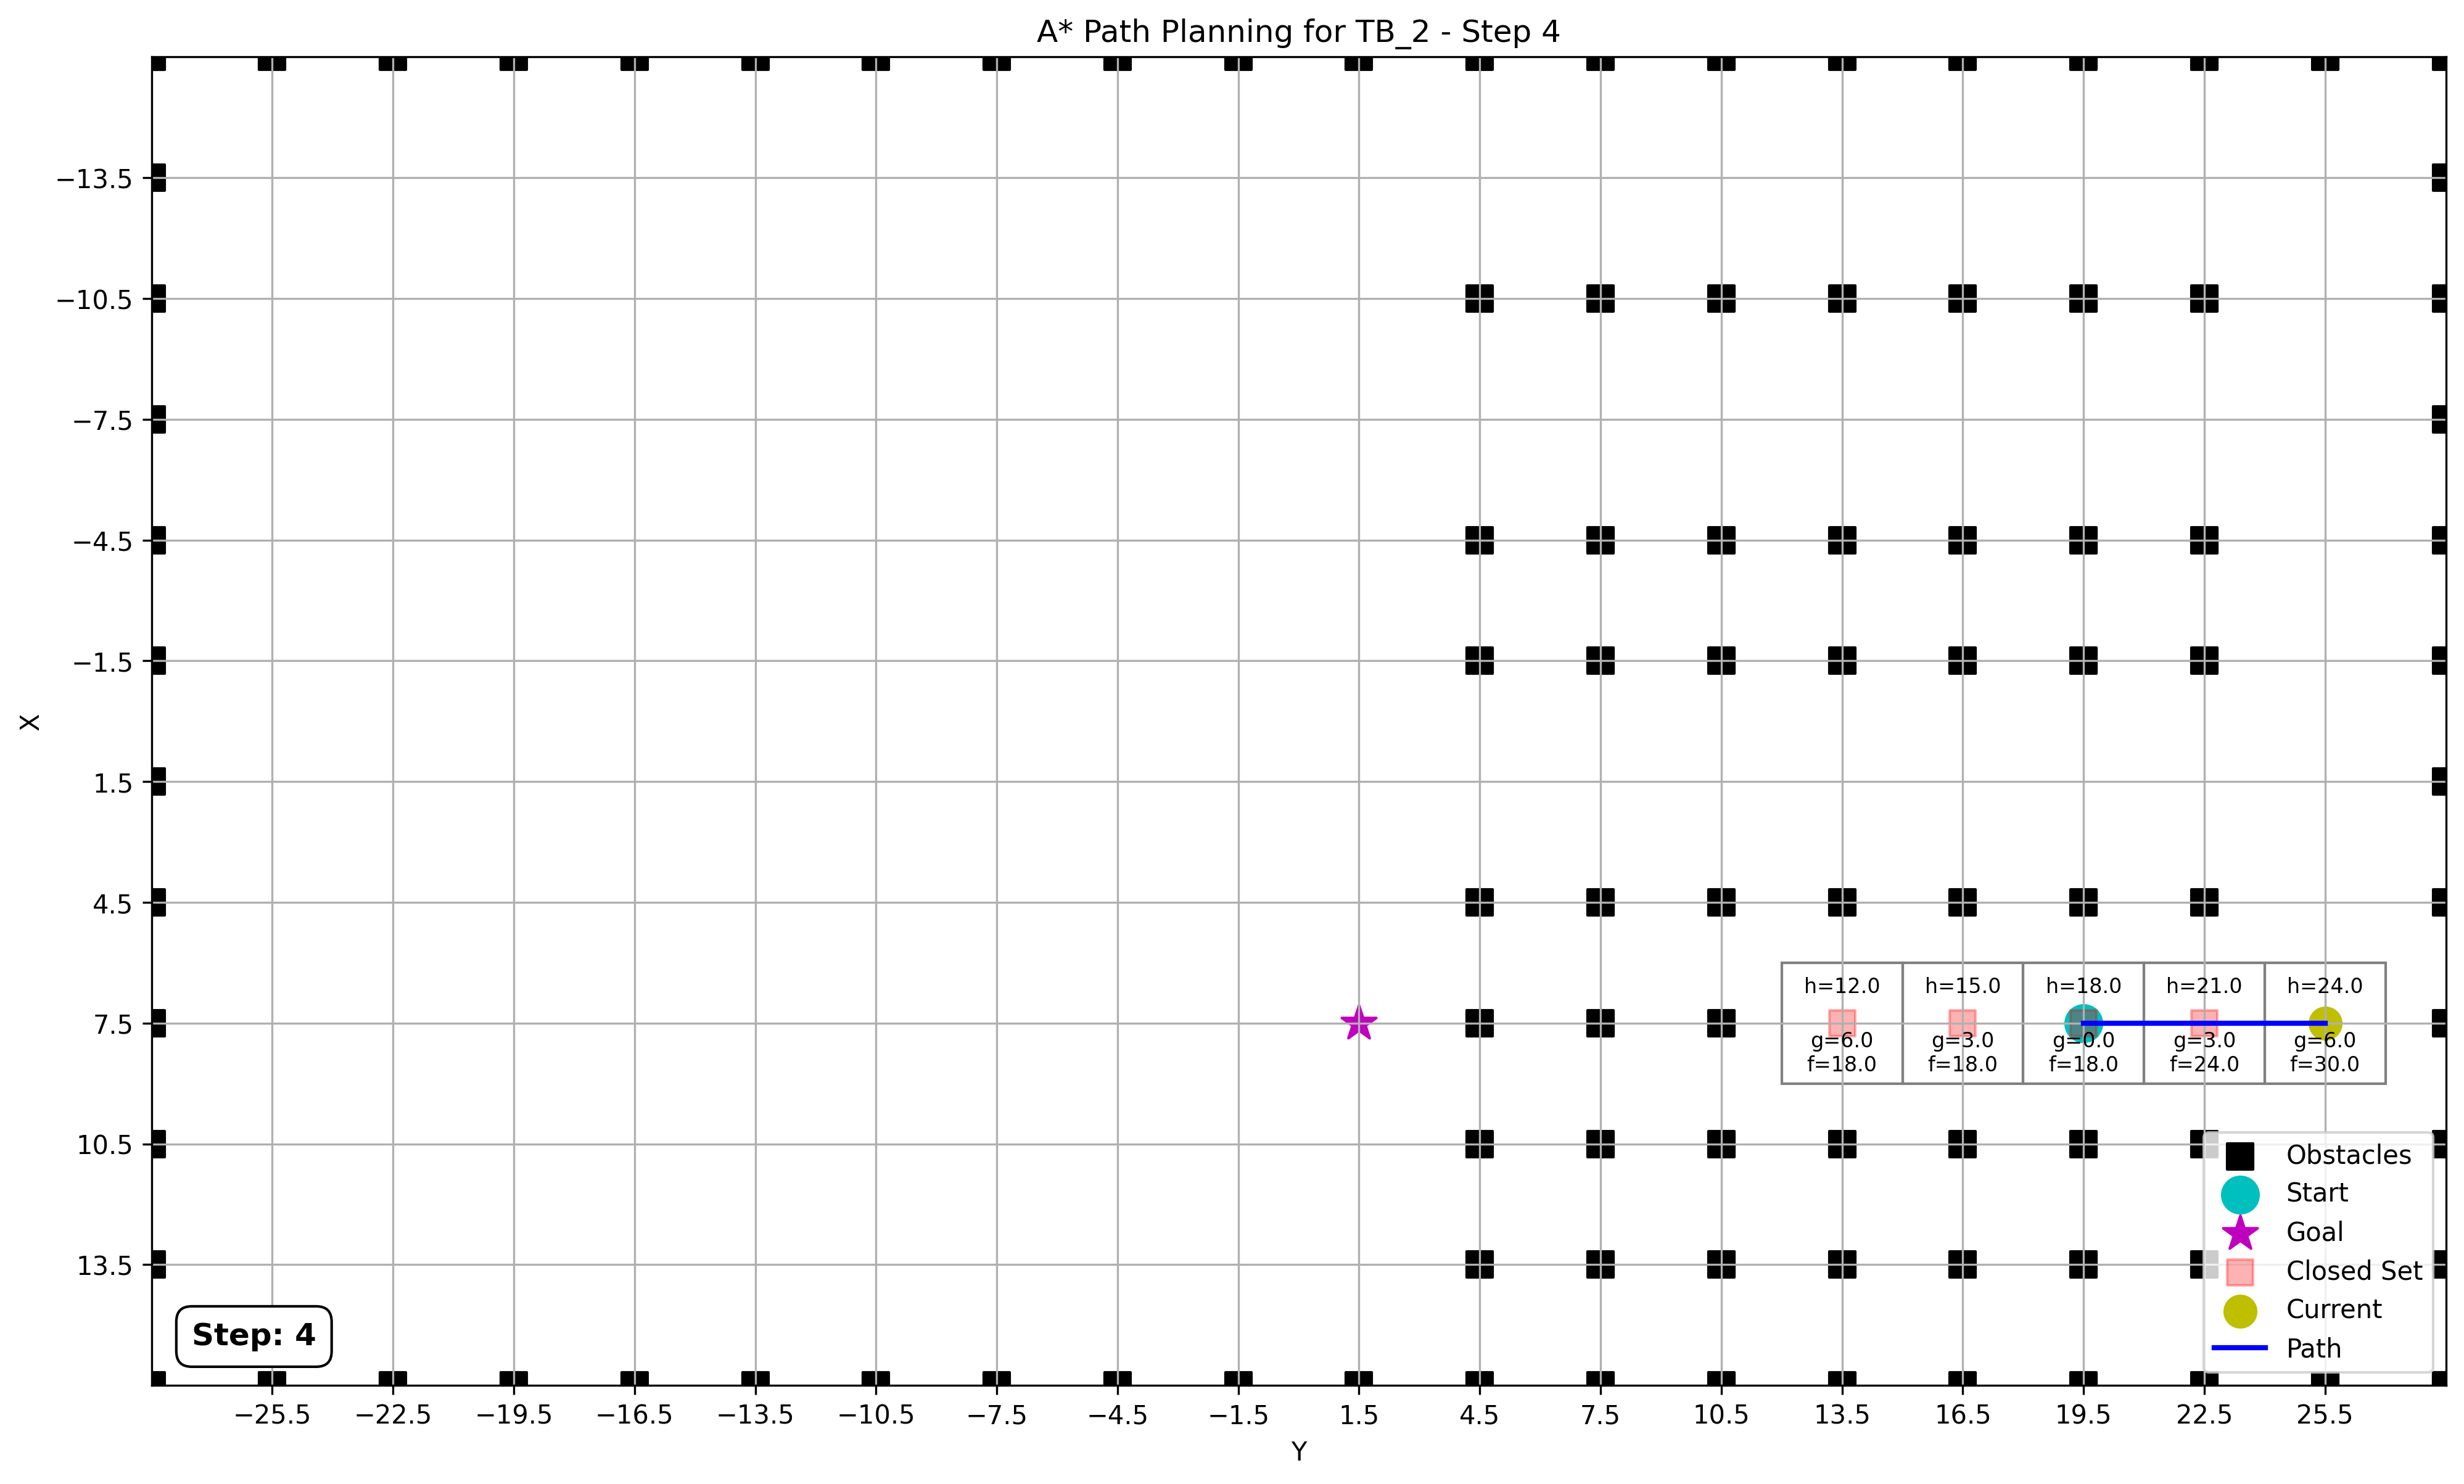 A* Path Planning for TB_2 - Step 4
X
−13.5
−10.5
−7.5
−4.5
−1.5
1.5
4.5
7.5
10.5
13.5
h=12.0 h=15.0 h=18.0 h=21.0 h=24.0
g=6.0 g=3.0 g=0.0 g=3.0 g=6.0
f=18.0 f=18.0 f=18.0 f=24.0 f=30.0
Obstacles
Start
Goal
Closed Set
Current
Path
Step: 4
−25.5 −22.5 −19.5 −16.5 −13.5 −10.5 −7.5 −4.5 −1.5 1.5 4.5 7.5 10.5 13.5 16.5 19.5 22.5 25.5
Y